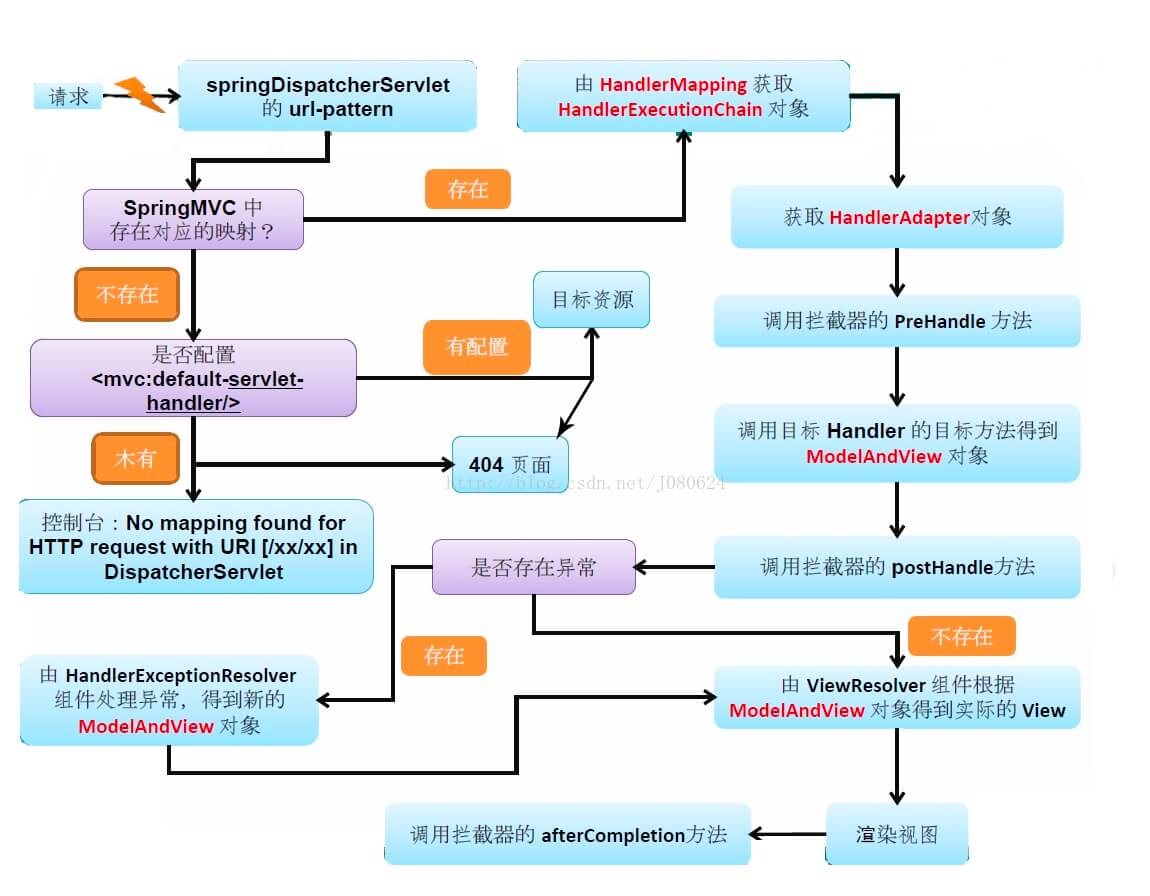 请求
springDispatcherServlet
的 url-pattern
由 HandlerMapping 获取
HandlerExecutionChain 对象
存在
SpringMVC 中
存在对应的映射？
获取 HandlerAdapter对象
不存在
目标资源
调用拦截器的 PreHandle 方法
有配置
是否配置
<mvc:default-servlet-
handler/>
调用目标 Handler 的目标方法得到
ModelAndView 对象
木有
404 页面
http://blog.csdn.net/J080624
控制台：No mapping found for
HTTP request with URI [/xx/xx] in
DispatcherServlet
是否存在异常
调用拦截器的 postHandle方法
不存在
存在
由 HandlerExceptionResolver
组件处理异常，得到新的
ModelAndView 对象
由 ViewResolver 组件根据
ModelAndView 对象得到实际的 View
调用拦截器的 afterCompletion方法
渲染视图